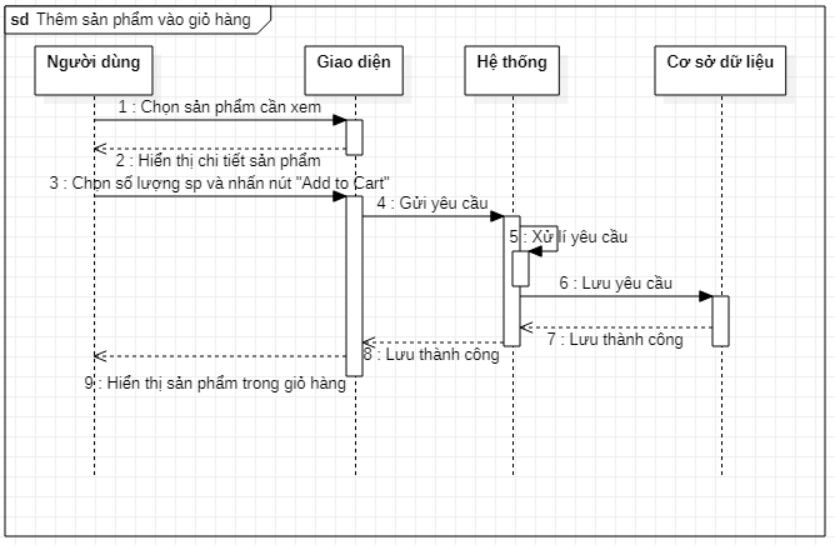 sd Thêm sản phẩm vào giỏ hàng
Người dùng
Giao diện
Hệ thống
Cơ sở dữ liệu
1 : Chọn sản phẩm cần xem
2 : Hiển thị chi tiết sản phẩm
3 : Chọn số lượng sp và nhấn nút "Add to Cart"
4 : Gửi yêu cầu
5 : Xử lí yêu cầu
6 : Lưu yêu cầu
7 : Lưu thành công
8 : Lưu thành công
9 : Hiển thị sản phẩm trong giỏ hàng